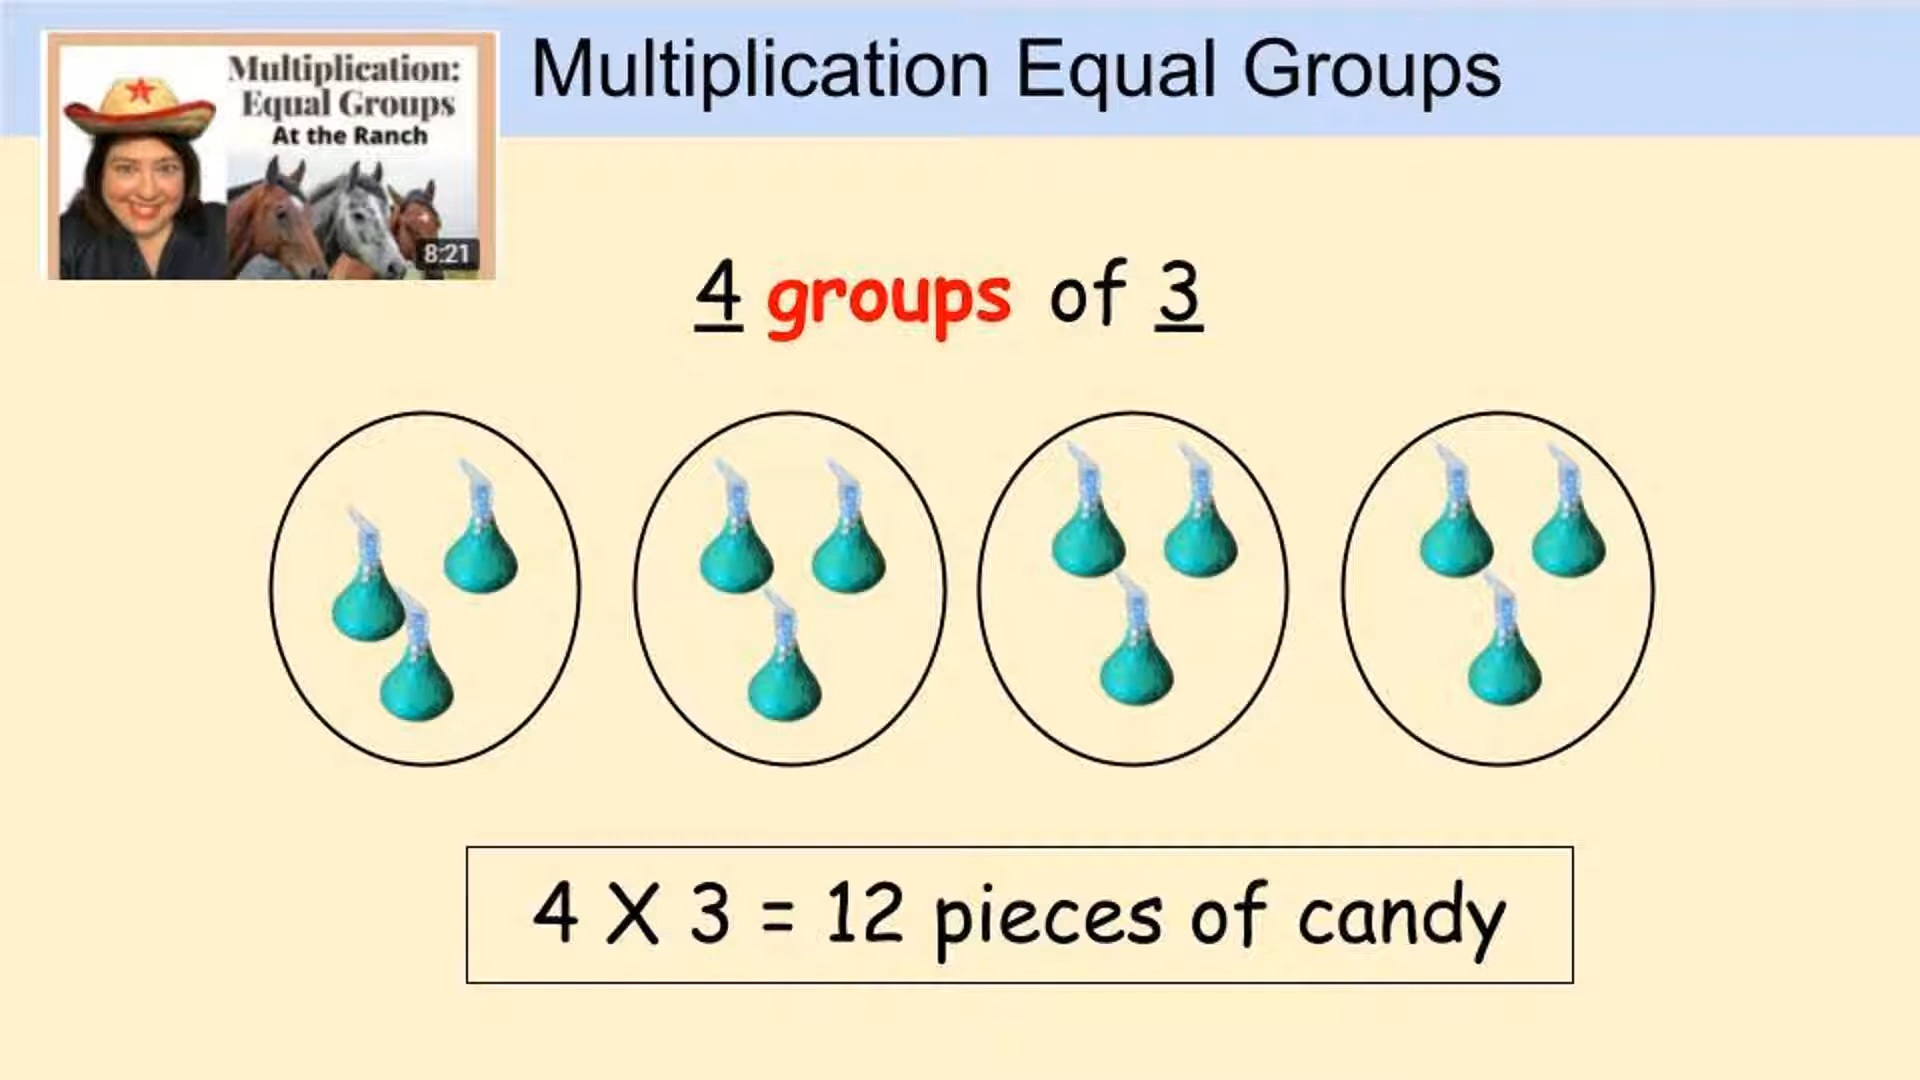 Multiplication:
Equal Groups
At the Ranch
8:21
Multiplication Equal Groups
4 groups of 3
4 X 3 = 12 pieces of candy